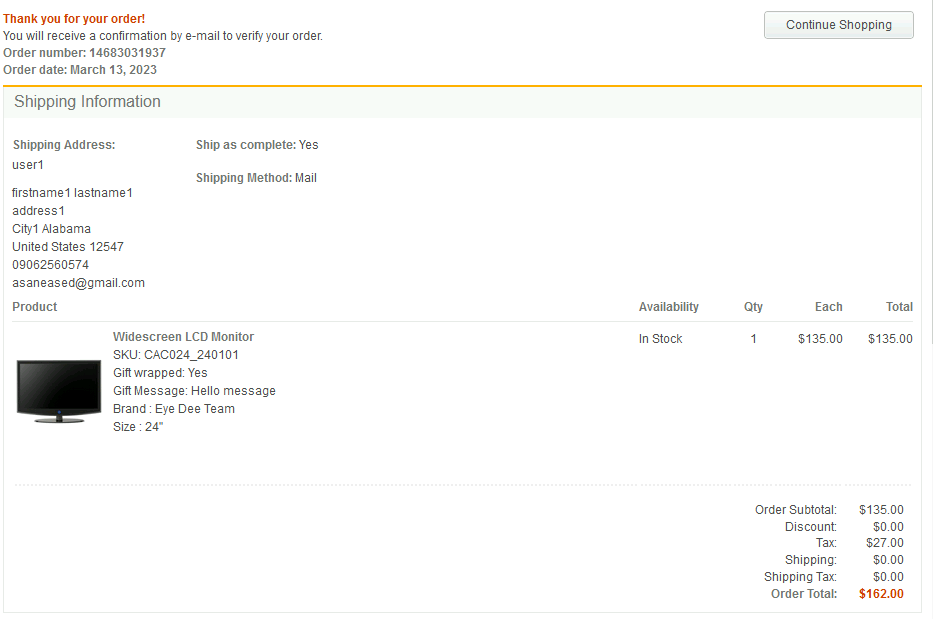 Thank you for your order!
Continue Shopping
You will receive a confirmation by e-mail to verify your order.
Order number: 14683031937
Order date: March 13, 2023
Shipping Information
Shipping Address:
Ship as complete: Yes
user1
Shipping Method: Mail
firstname1 lastname1
address1
City1 Alabama
United States 12547
09062560574
asaneased@gmail.com
Product Availability Qty Each Total
Widescreen LCD Monitor In Stock 1 $135.00 $135.00
SKU: CAC024_240101
Gift wrapped: Yes
Gift Message: Hello message
Brand : Eye Dee Team
Size : 24"
Order Subtotal: $135.00
Discount: $0.00
Tax: $27.00
Shipping: $0.00
Shipping Tax: $0.00
Order Total: $162.00